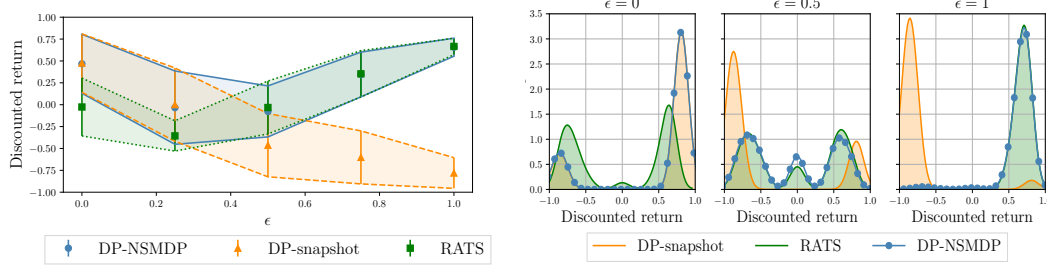 Discounted return
1.00
0.75
0.50
0.25
0.00
−0.25
−0.50
−0.75
−1.00
0.0 0.2 0.4 0.6 0.8 1.0
ϵ
DP-NSMDP DP-snapshot RATS
ϵ = 0 ϵ = 0.5 ϵ = 1
3.5
3.0
2.5
2.0
1.5
1.0
0.5
0.0
−1.0 −0.5 0.0 0.5 1.0 −1.0 −0.5 0.0 0.5 1.0 −1.0 −0.5 0.0 0.5 1.0
Discounted return Discounted return Discounted return
DP-snapshot RATS DP-NSMDP